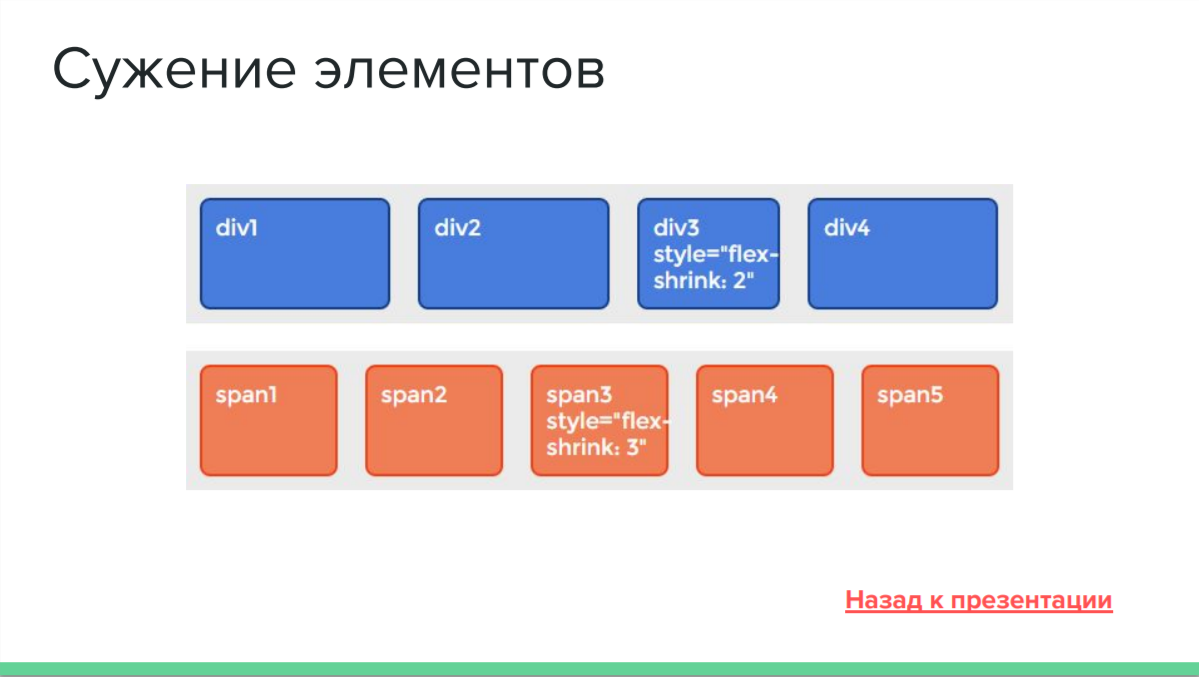 Сужение элементов
div1
div2
div3
style="flex-
shrink: 2"
div4
span1
span2
span3
style="flex-
shrink: 3"
span4
span5
Назад к презентации